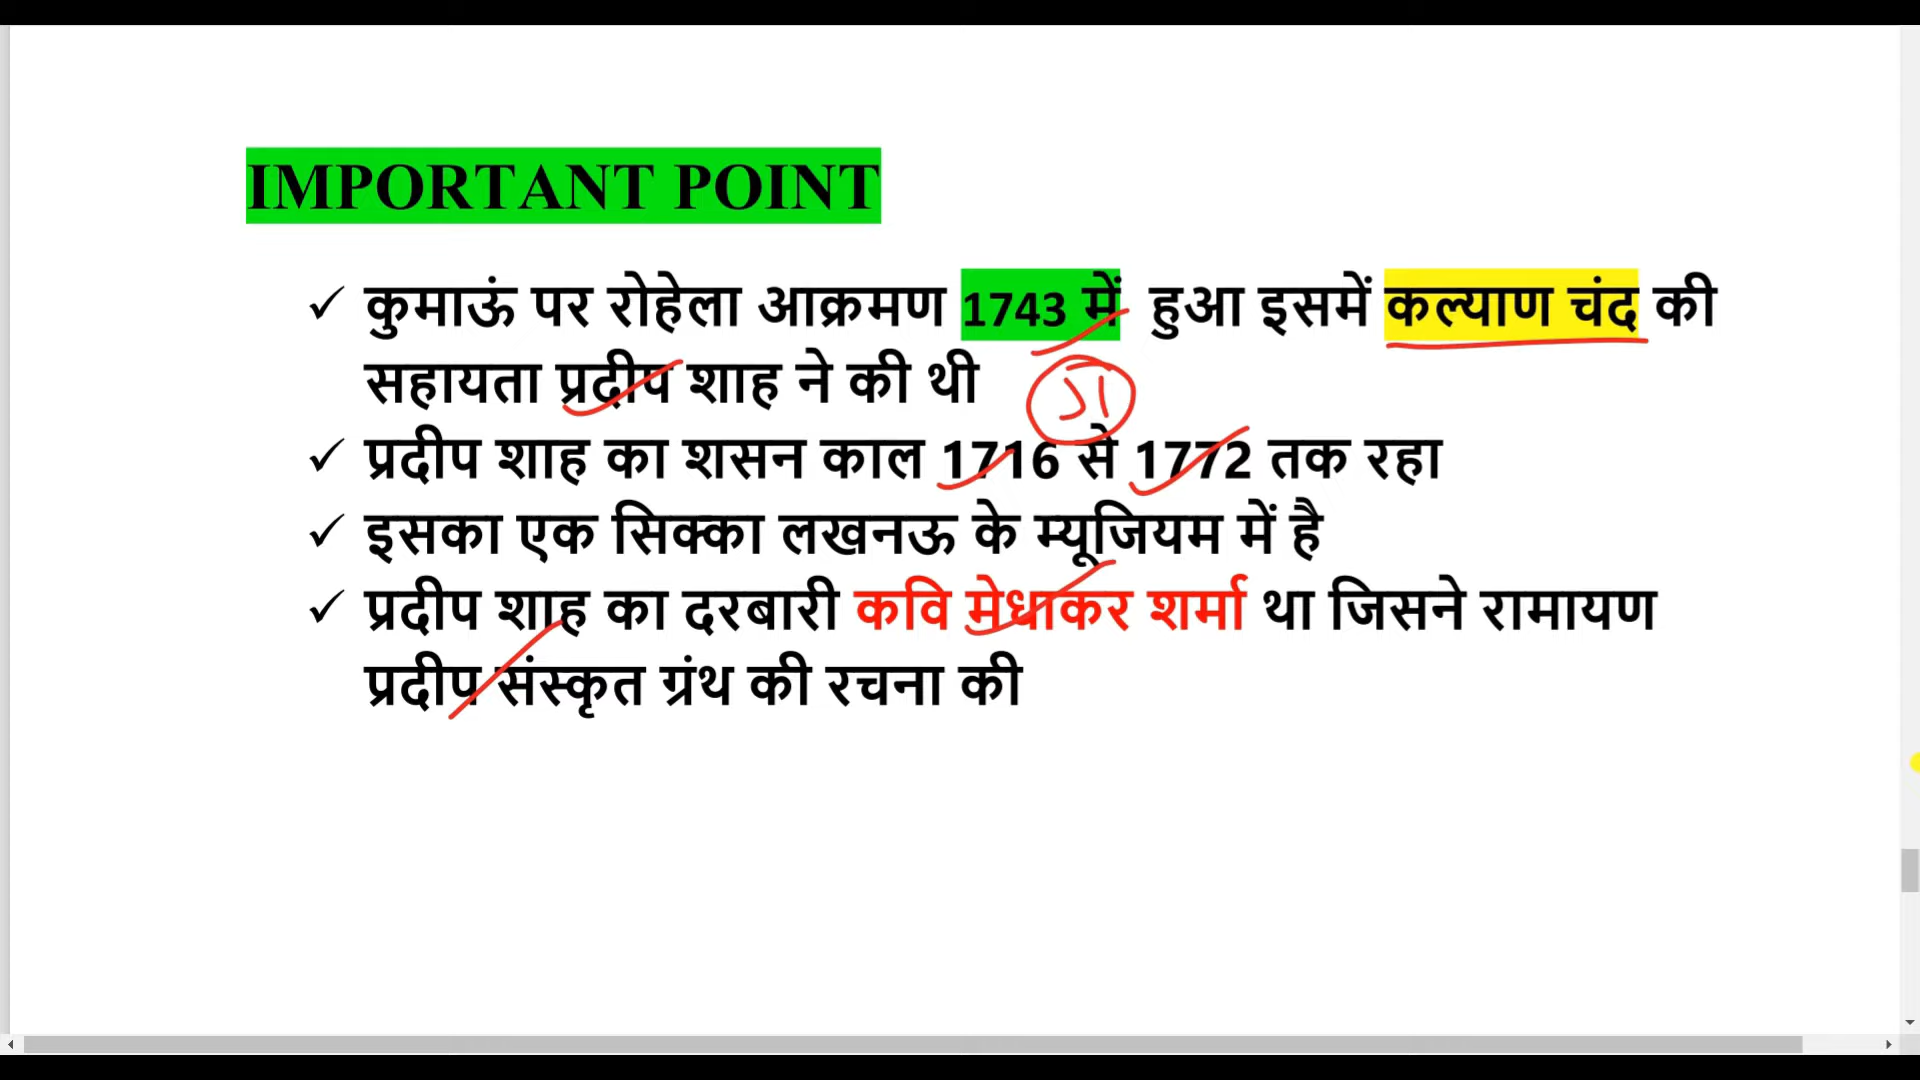 IMPORTANT POINT
✓ कुमाऊं पर रोहेला आक्रमण 1743 में हुआ इसमें कल्याण चंद की
सहायता प्रदीप शाह ने की थी
✓ प्रदीप शाह का शसन काल 1716 से 1772 तक रहा
✓ इसका एक सिक्का लखनऊ के म्यूजियम में है
✓ प्रदीप शाह का दरबारी कवि मेधाकर शर्मा था जिसने रामायण
प्रदीप संस्कृत ग्रंथ की रचना की